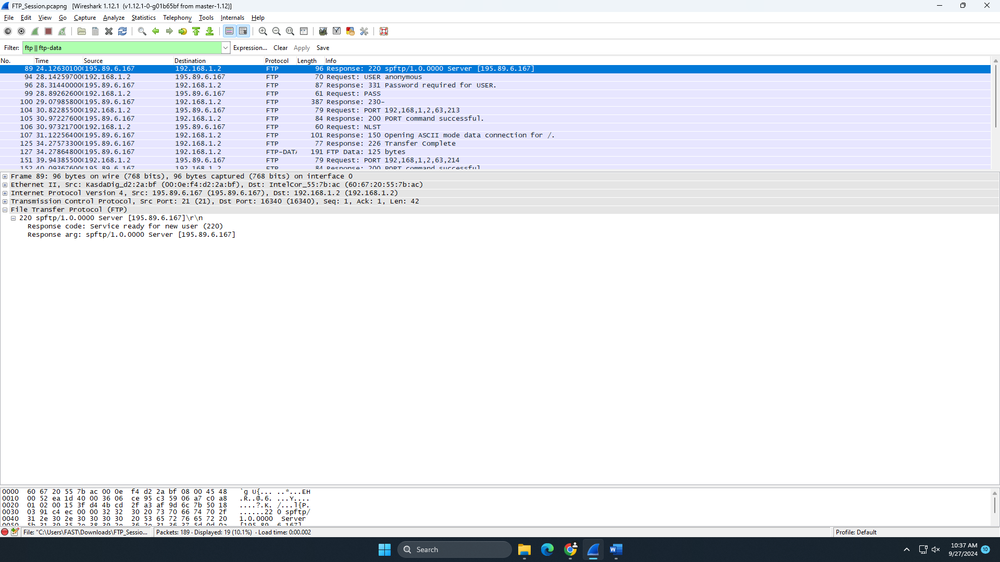 FTP_Session.pcapng [Wireshark 1.12.1 (v1.12.1-0-g01b65bf from master-1.12)]
File Edit View Go Capture Analyze Statistics Telephony Tools Internals Help
Filter: ftp || ftp-data Expression... Clear Apply Save
No. Time Source Destination Protocol Length Info
89 24.126301000 195.89.6.167 192.168.1.2 FTP 96 Response: 220 spftp/1.0.0000 Server [195.89.6.167]
94 28.142597000 192.168.1.2 195.89.6.167 FTP 70 Request: USER anonymous
96 28.314400000 195.89.6.167 192.168.1.2 FTP 87 Response: 331 Password required for USER.
99 28.892626000 192.168.1.2 195.89.6.167 FTP 61 Request: PASS
100 29.079858000 195.89.6.167 192.168.1.2 FTP 387 Response: 230-
104 30.822855000 192.168.1.2 195.89.6.167 FTP 79 Request: PORT 192,168,1,2,63,213
105 30.972276000 195.89.6.167 192.168.1.2 FTP 84 Response: 200 PORT command successful.
106 30.973217000 192.168.1.2 195.89.6.167 FTP 60 Request: NLST
107 31.122564000 195.89.6.167 192.168.1.2 FTP 101 Response: 150 Opening ASCII mode data connection for /.
125 34.275733000 195.89.6.167 192.168.1.2 FTP 77 Response: 226 Transfer Complete
127 34.278648000 195.89.6.167 192.168.1.2 FTP-DATA 191 FTP Data: 125 bytes
151 39.943855000 192.168.1.2 195.89.6.167 FTP 79 Request: PORT 192,168,1,2,63,214
152 40.093676000 195.89.6.167 192.168.1.2 FTP 84 Response: 200 PORT command successful
Frame 89: 96 bytes on wire (768 bits), 96 bytes captured (768 bits) on interface 0
Ethernet II, Src: KasdaDig_d2:2a:bf (00:0e:f4:d2:2a:bf), Dst: IntelCor_55:7b:ac (60:67:20:55:7b:ac)
Internet Protocol Version 4, Src: 195.89.6.167 (195.89.6.167), Dst: 192.168.1.2 (192.168.1.2)
Transmission Control Protocol, Src Port: 21 (21), Dst Port: 16340 (16340), Seq: 1, Ack: 1, Len: 42
File Transfer Protocol (FTP)
220 spftp/1.0.0000 Server [195.89.6.167]\r\n
Response code: Service ready for new user (220)
Response arg: spftp/1.0.0000 Server [195.89.6.167]
0000 60 67 20 55 7b ac 00 0e f4 d2 2a bf 08 00 45 48 `g U{... ..*...EH
0010 00 52 ea 1d 40 00 36 06 ce 95 c3 59 06 a7 c0 a8 .R..@.6. ...Y....
0020 01 02 00 15 3f d4 4b cd 2f a3 af 9d 6c 7b 50 18 ....?.K. /...l{P.
0030 03 91 c4 ec 00 00 32 32 30 20 73 70 66 74 70 2f ......22 0 spftp/
0040 31 2e 30 2e 30 30 30 30 20 53 65 72 76 65 72 20 1.0.0000 Server
0050 5b 31 39 35 2e 38 39 2e 36 2e 31 36 37 5d 0d 0a [195.89. 6.167]..
File: "C:\Users\FAST\Downloads\FTP_Sessio... Packets: 189 · Displayed: 19 (10.1%) · Load time: 0:00.002 Profile: Default
Search
10:37 AM
9/27/2024
10